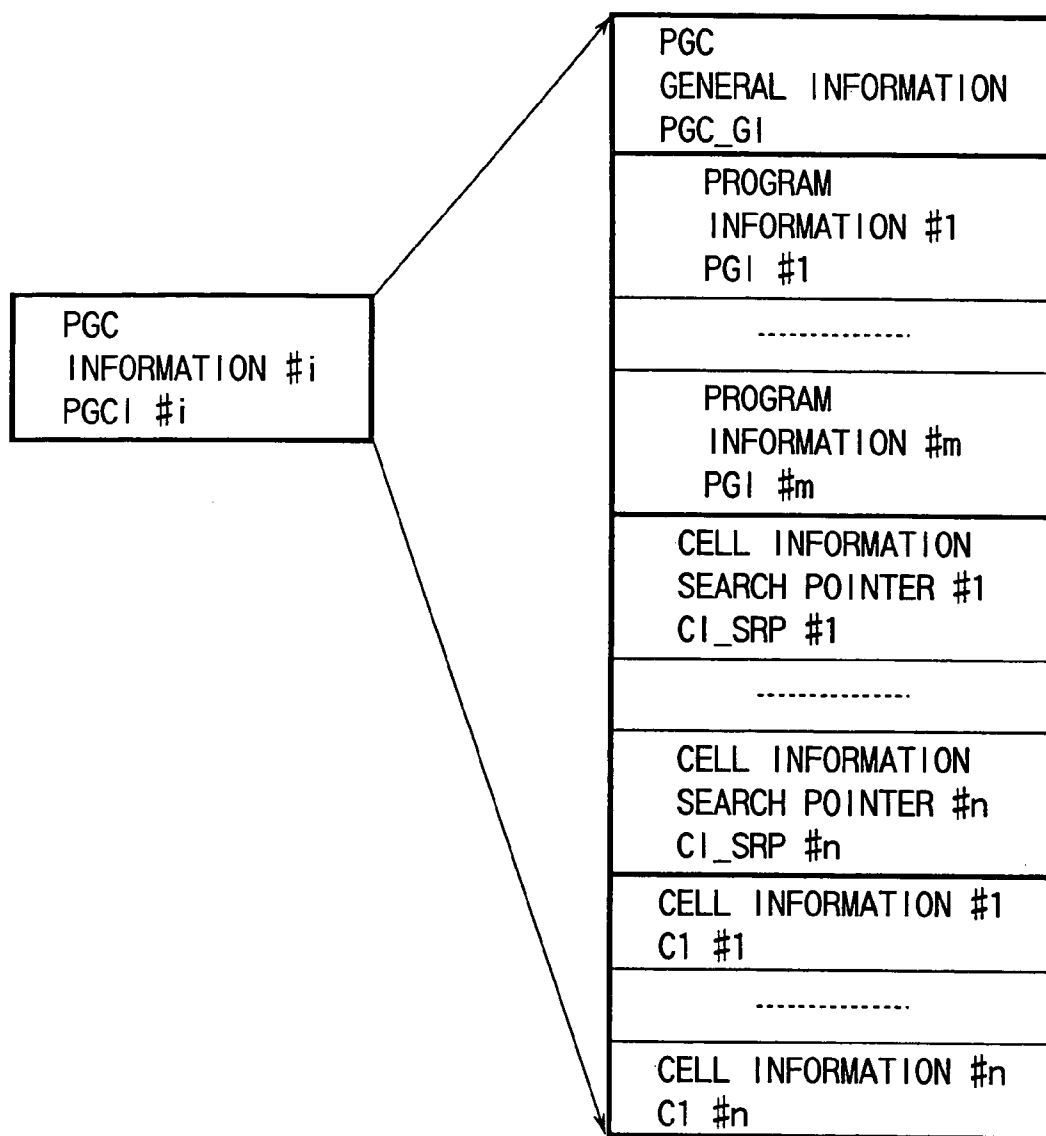 PGC
INFORMATION #i
PGCI #i
PGC
GENERAL INFORMATION
PGC_GI
PROGRAM
INFORMATION #1
PGI #1
PROGRAM
INFORMATION #m
PGI #m
CELL INFORMATION
SEARCH POINTER #1
CI_SRP #1
CELL INFORMATION
SEARCH POINTER #n
CI_SRP #n
CELL INFORMATION #1
C1 #1
CELL INFORMATION #n
C1 #n